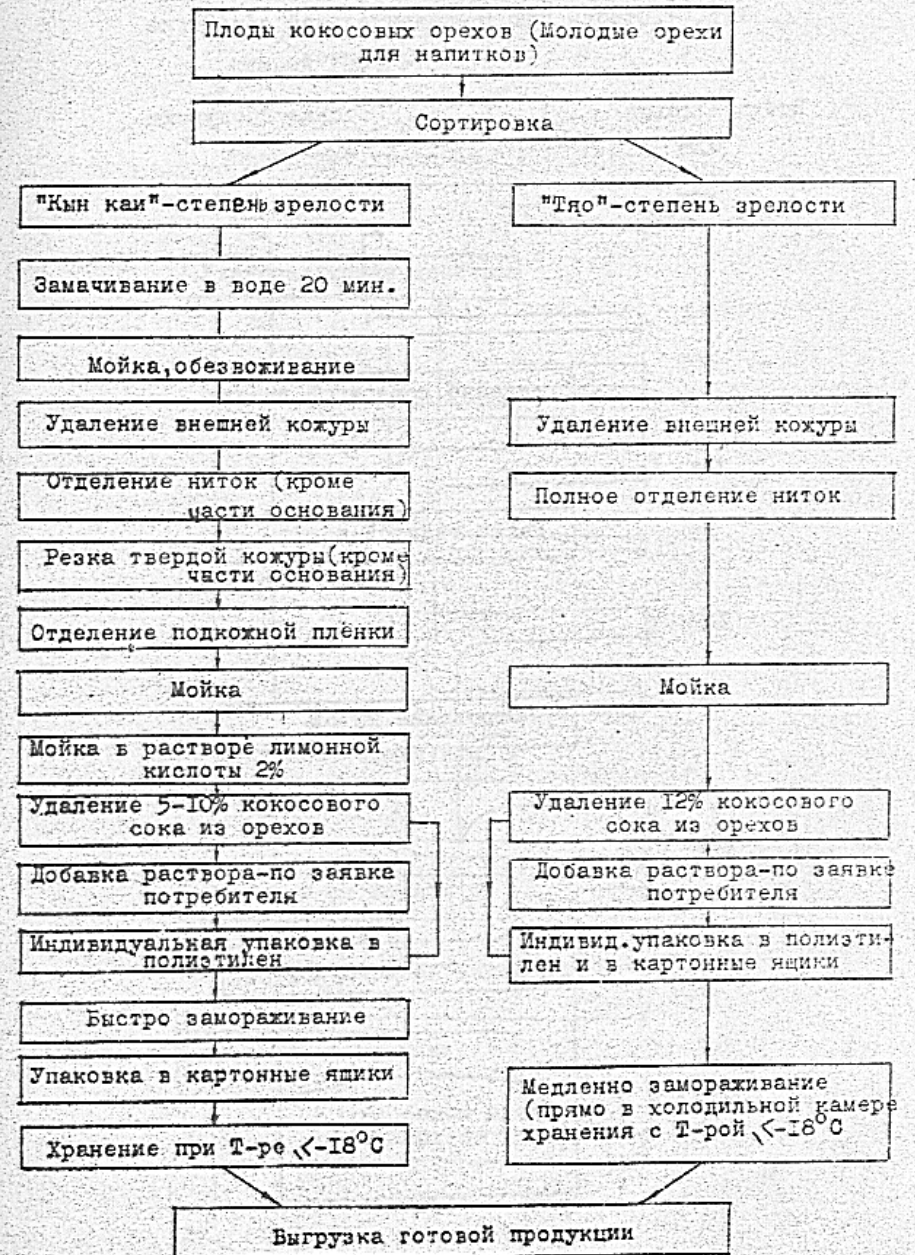 Плоды кокосовых орехов (Молодые орехи
для напитков)
Сортировка
"Кын каи"-степень зрелости
Замачивание в воде 20 мин.
Мойка,обезвоживание
Удаление внешней кожуры
Отделение ниток (кроме
части основания)
Резка твердой кожуры(кроме
части основания)
Отделение подкожной плёнки
Мойка
Мойка в растворе лимонной
кислоты 2%
Удаление 5-10% кокосового
сока из орехов
Добавка раствора-по заявке
потребителя
Индивидуальная упаковка в
полиэтилен
Быстро замораживание
Упаковка в картонные ящики
Хранение при Т-ре ⩽-18°С
"Тяо"-степень зрелости
Удаление внешней кожуры
Полное отделение ниток
Мойка
Удаление 12% кокосового
сока из орехов
Добавка раствора-по заявке
потребителя
Индивид.упаковка в полиэти-
лен и в картонные ящики
Медленно замораживание
(прямо в холодильной камере
хранения с Т-рой ⩽-18°С
Выгрузка готовой продукции